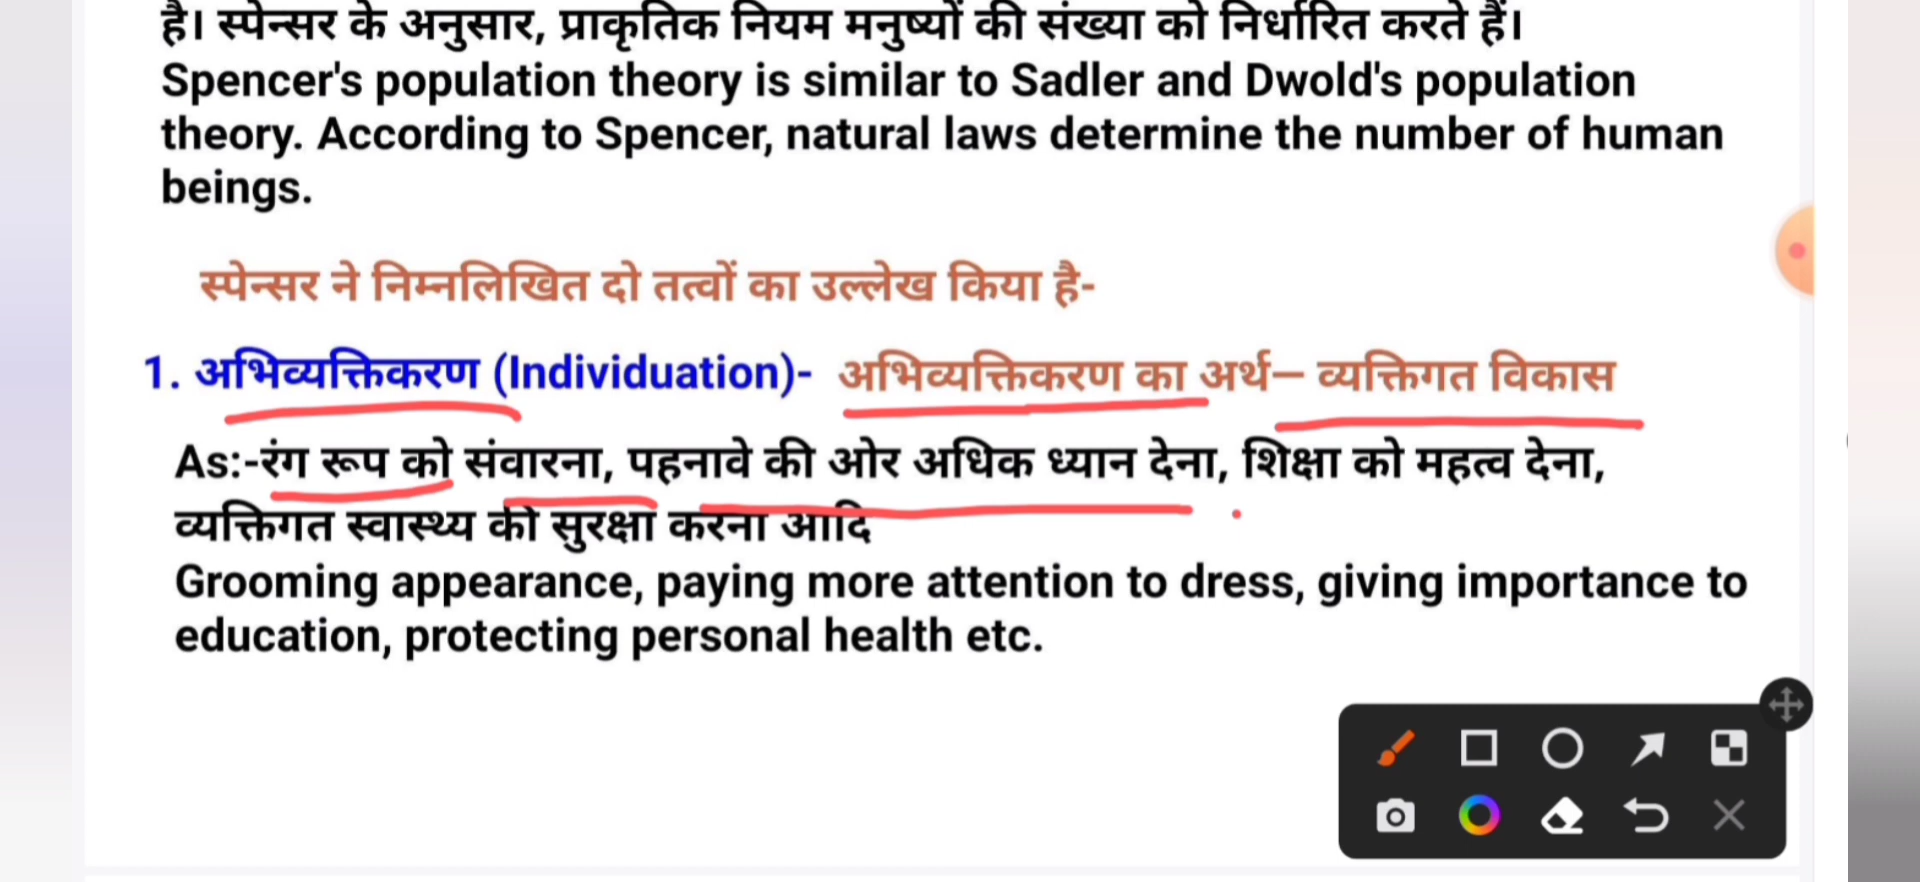 है। स्पेन्सर के अनुसार, प्राकृतिक नियम मनुष्यों की संख्या को निर्धारित करते हैं।
Spencer's population theory is similar to Sadler and Dwold's population
theory. According to Spencer, natural laws determine the number of human
beings.
स्पेन्सर ने निम्नलिखित दो तत्वों का उल्लेख किया है-
1. अभिव्यक्तिकरण (Individuation)- अभिव्यक्तिकरण का अर्थ— व्यक्तिगत विकास
As:-रंग रूप को संवारना, पहनावे की ओर अधिक ध्यान देना, शिक्षा को महत्व देना,
व्यक्तिगत स्वास्थ्य की सुरक्षा करना आदि
Grooming appearance, paying more attention to dress, giving importance to
education, protecting personal health etc.